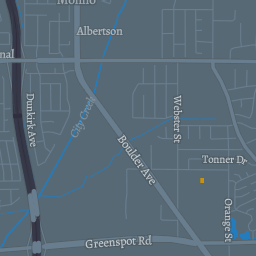 Albertson
Dunkirk Ave
City Creek
Webster St
Boulder Ave
Tonner Dr
Orange St
Greenspot Rd